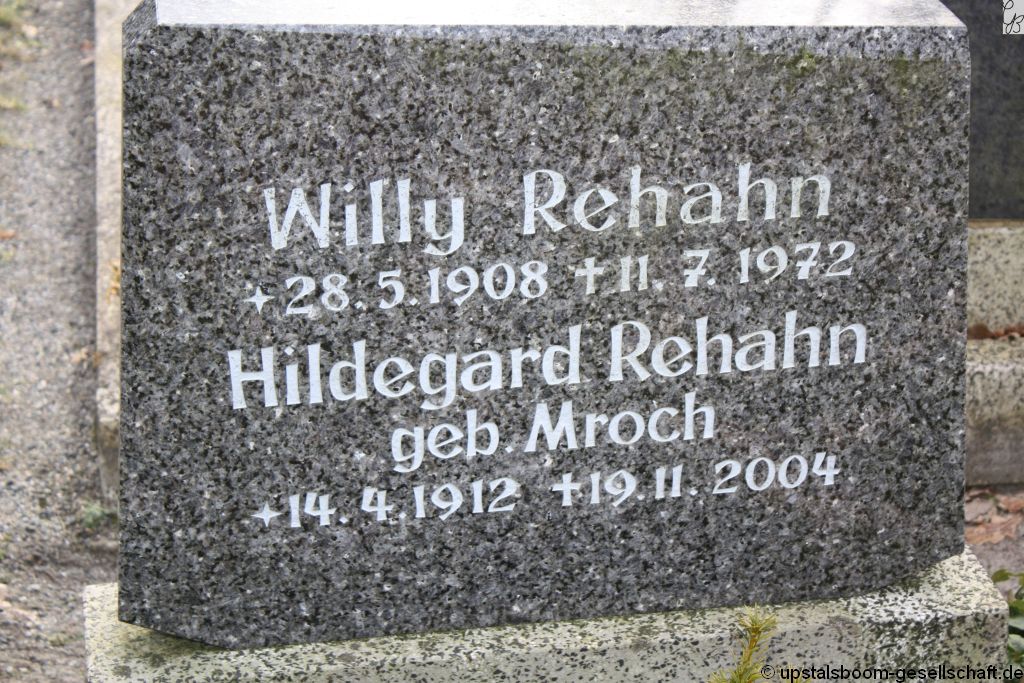 Willy Rehahn
✦ 28.5.1908 ✝ 11.7.1972
Hildegard Rehahn
geb. Mroch
✦ 14.4.1912 ✝ 19.11.2004
© upstalsboom-gesellschaft.de